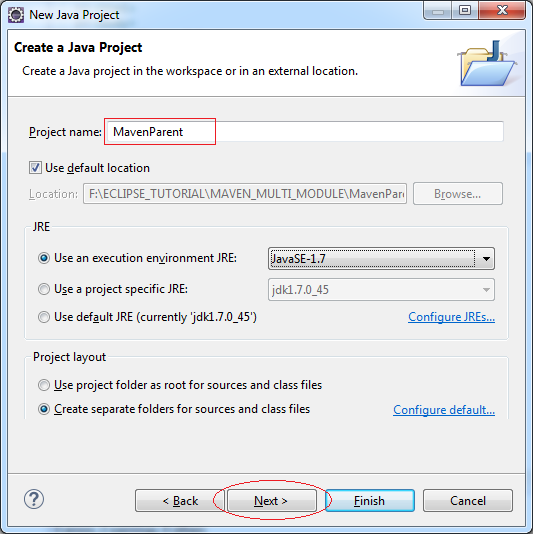 New Java Project
Create a Java Project
Create a Java project in the workspace or in an external location.
Project name: MavenParent
Use default location
Location: F:\ECLIPSE_TUTORIAL\MAVEN_MULTI_MODULE\MavenPare Browse...
JRE
Use an execution environment JRE: JavaSE-1.7
Use a project specific JRE: jdk1.7.0_45
Use default JRE (currently 'jdk1.7.0_45') Configure JREs...
Project layout
Use project folder as root for sources and class files
Create separate folders for sources and class files Configure default...
? < Back Next > Finish Cancel